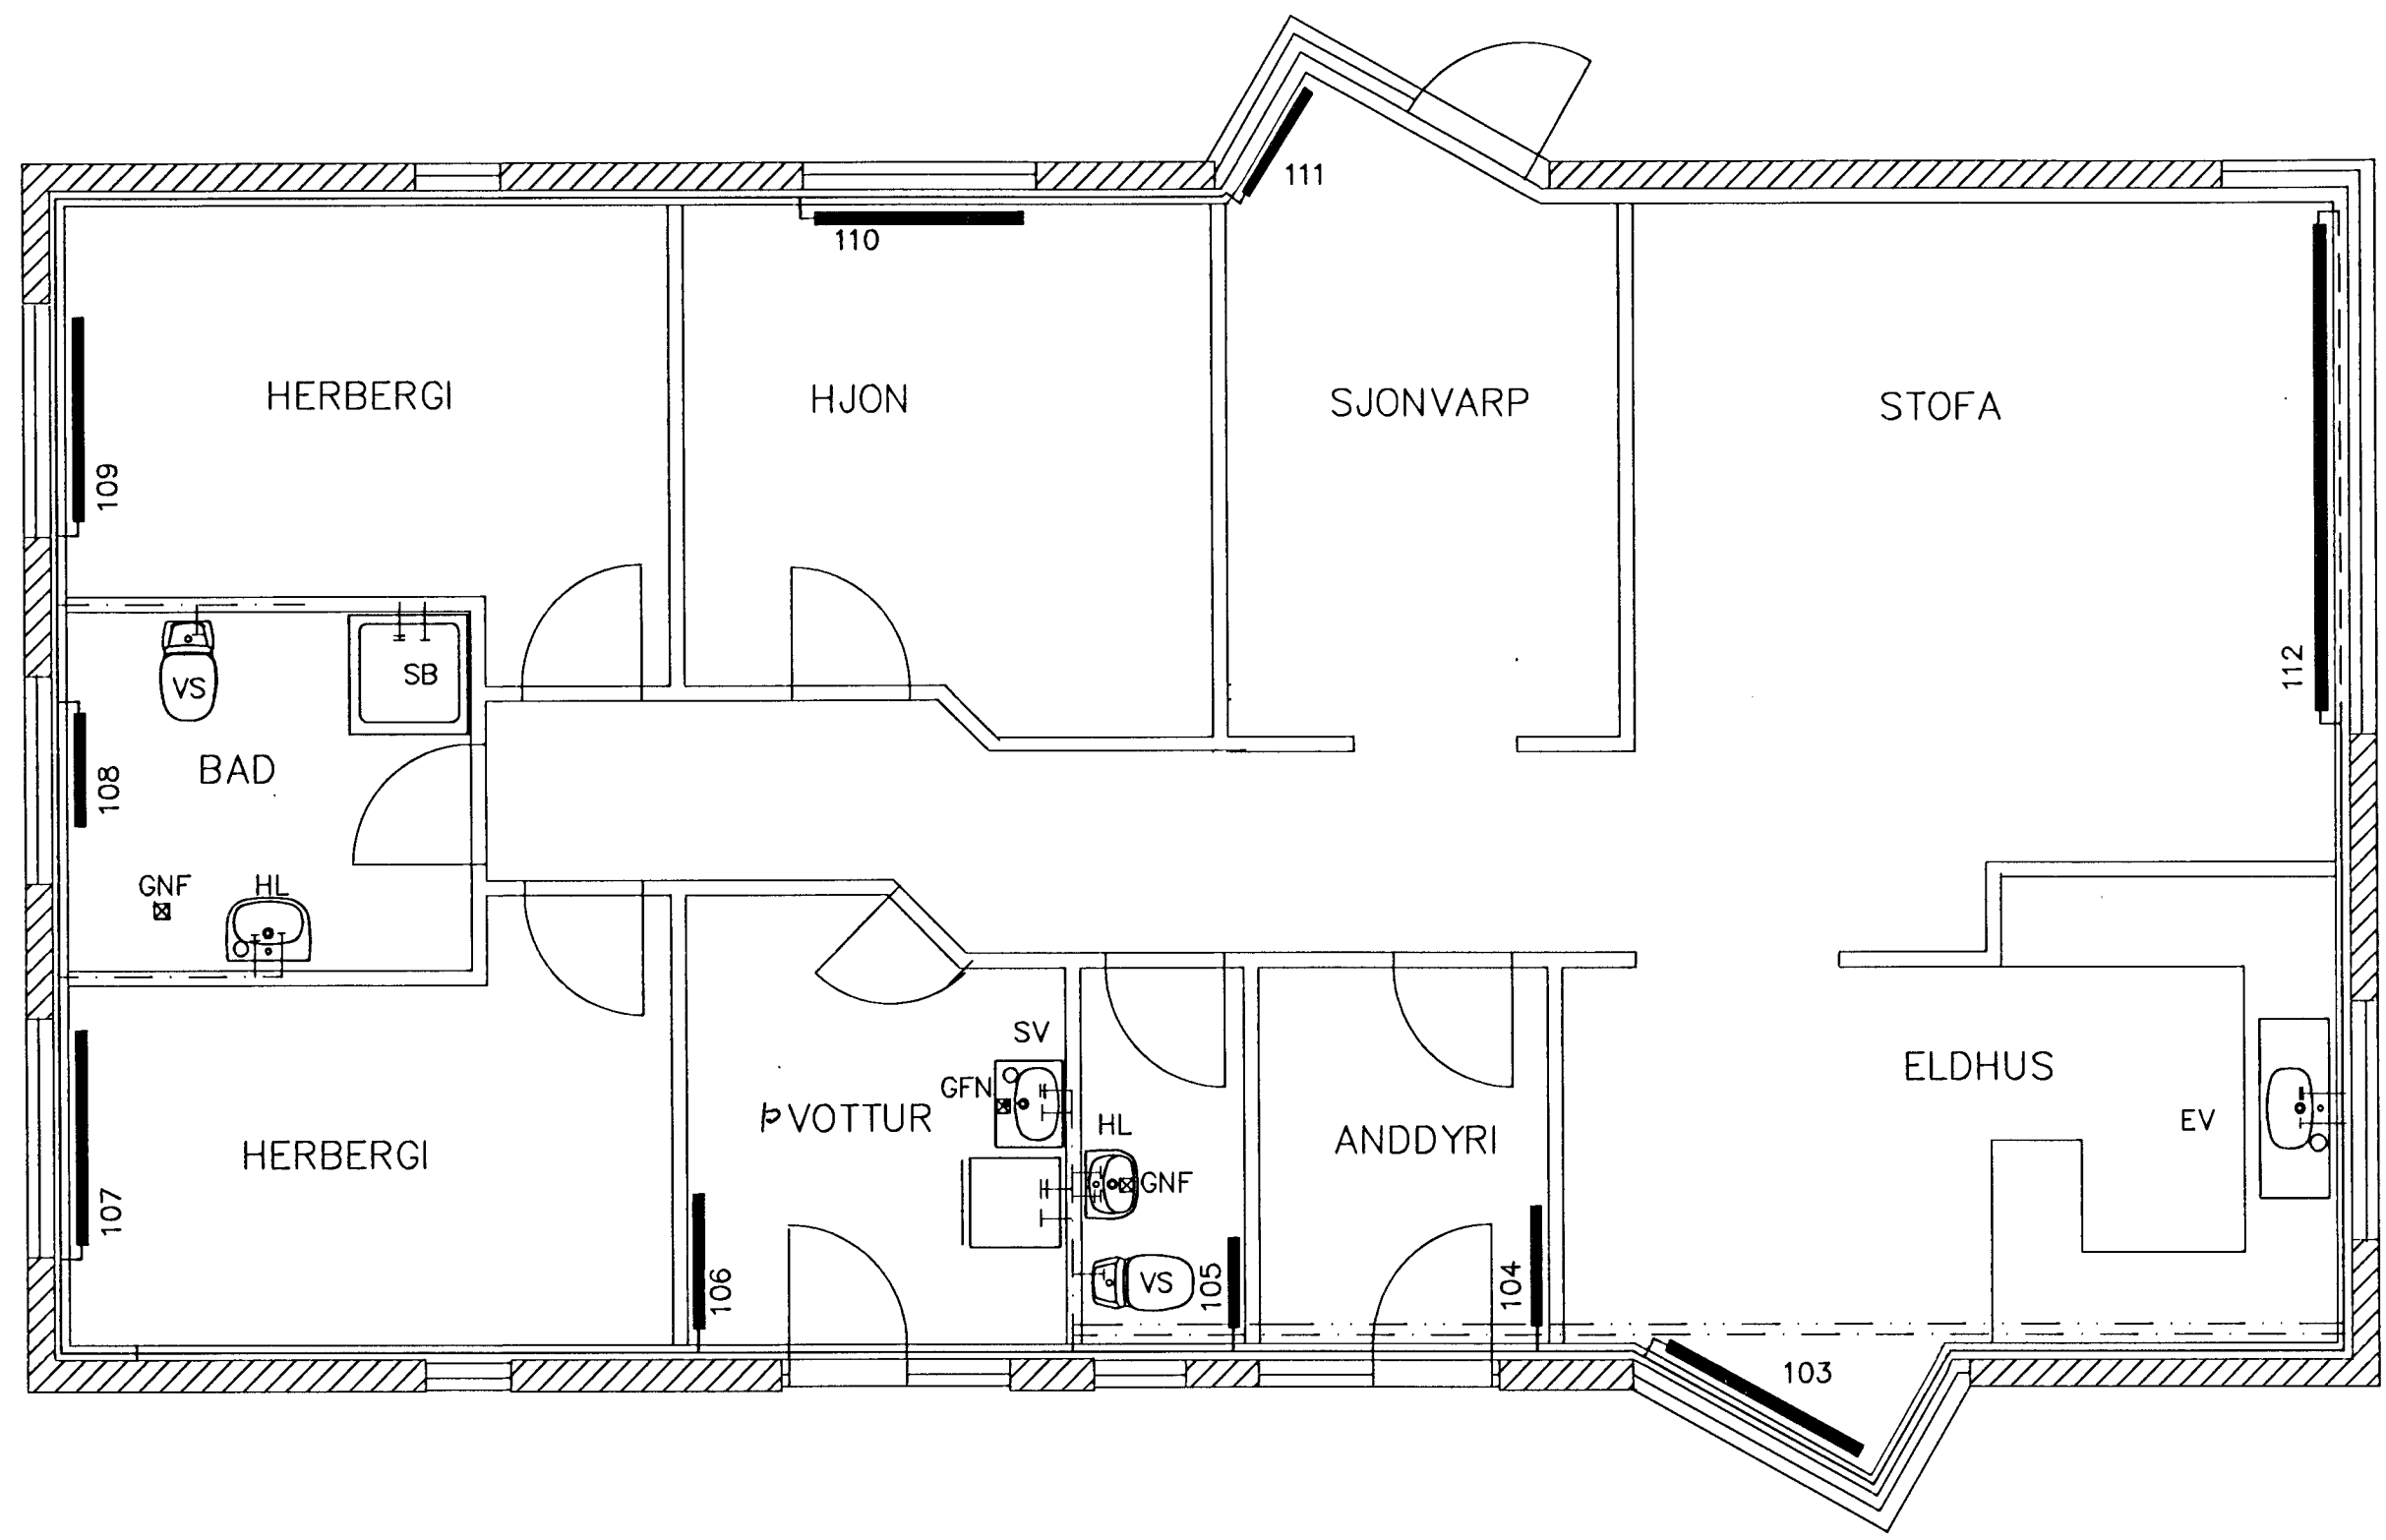 111
110
HERBERGI
HJON
SJONVARP
STOFA
109
112
VS
SB
BAD
108
GNF
HL
SV
GFN
ÞVOTTUR
HL
GNF
ANDDYRI
ELDHUS
EV
HERBERGI
107
106
VS
105
104
103